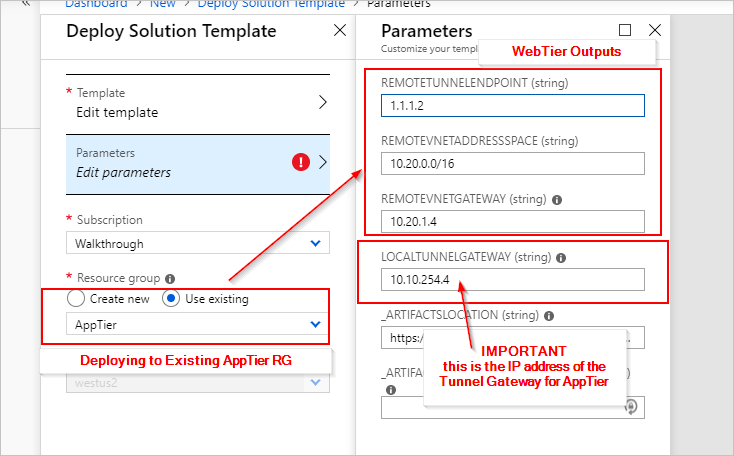 Dashboard > New > Deploy Solution Template > Parameters
Deploy Solution Template
* Template
Edit template
Parameters
Edit parameters
* Subscription
Walkthrough
* Resource group
Create new
Use existing
AppTier
Deploying to Existing AppTier RG
westus2
Parameters
Customize your templ
WebTier Outputs
REMOTETUNNELENDPOINT (string)
1.1.1.2
REMOTEVNETADDRESSSPACE (string)
10.20.0.0/16
REMOTEVNETGATEWAY (string)
10.20.1.4
LOCALTUNNELGATEWAY (string)
10.10.254.4
_ARTIFACTSLOCATION (string)
https:/
IMPORTANT
this is the IP address of the
Tunnel Gateway for AppTier
_ARTIFA